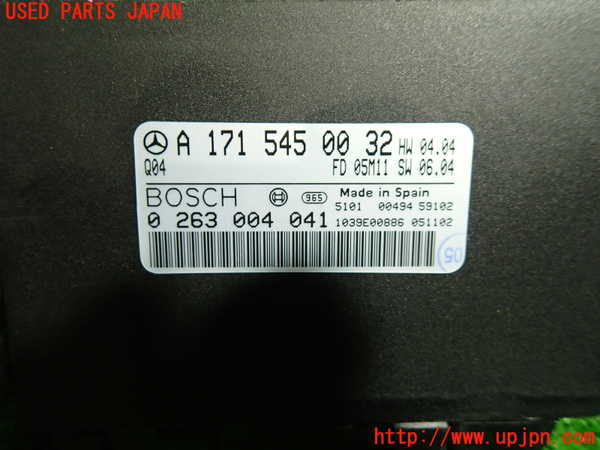 USED PARTS JAPAN
A 171 545 00 32 HW 04.04
Q04 FD 05M11 SW 06.04
BOSCH 965 Made in Spain
5101 00494 59102
0 263 004 041 1039E00886 051102
05
http://www.upjpn.com/